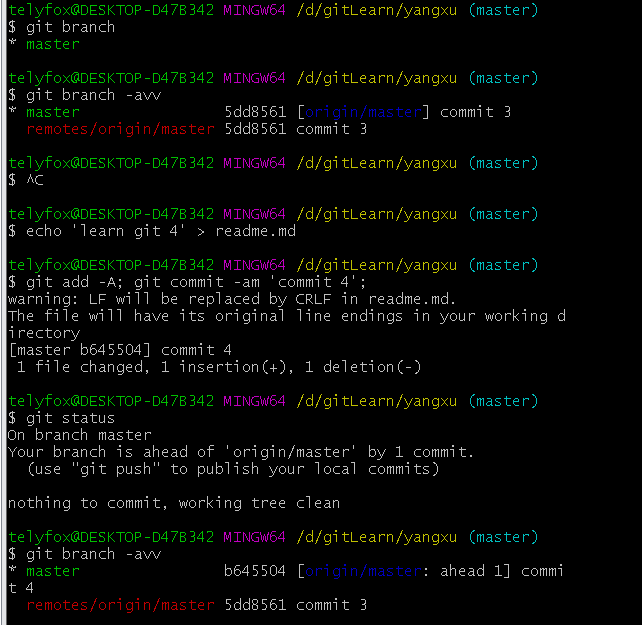 telyfox@DESKTOP-D47B342 MINGW64 /d/gitLearn/yangxu (master)
$ git branch
* master
telyfox@DESKTOP-D47B342 MINGW64 /d/gitLearn/yangxu (master)
$ git branch -avv
* master                5dd8561 [origin/master] commit 3
  remotes/origin/master 5dd8561 commit 3
telyfox@DESKTOP-D47B342 MINGW64 /d/gitLearn/yangxu (master)
$ ^C
telyfox@DESKTOP-D47B342 MINGW64 /d/gitLearn/yangxu (master)
$ echo 'learn git 4' > readme.md
telyfox@DESKTOP-D47B342 MINGW64 /d/gitLearn/yangxu (master)
$ git add -A; git commit -am 'commit 4';
warning: LF will be replaced by CRLF in readme.md.
The file will have its original line endings in your working d
irectory
[master b645504] commit 4
 1 file changed, 1 insertion(+), 1 deletion(-)
telyfox@DESKTOP-D47B342 MINGW64 /d/gitLearn/yangxu (master)
$ git status
On branch master
Your branch is ahead of 'origin/master' by 1 commit.
  (use "git push" to publish your local commits)
nothing to commit, working tree clean
telyfox@DESKTOP-D47B342 MINGW64 /d/gitLearn/yangxu (master)
$ git branch -avv
* master                b645504 [origin/master: ahead 1] commi
t 4
  remotes/origin/master 5dd8561 commit 3